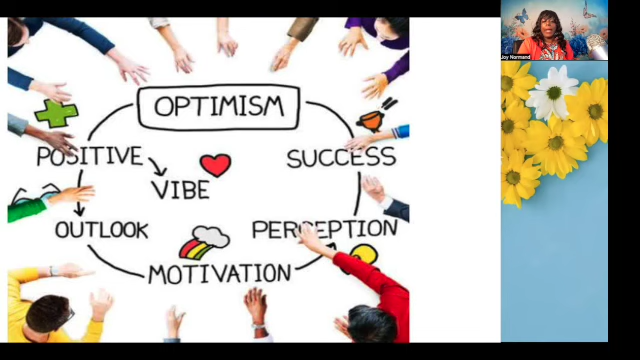 OPTIMISM
POSITIVE
SUCCESS
VIBE
OUTLOOK
PERCEPTION
MOTIVATION
Joy Normand